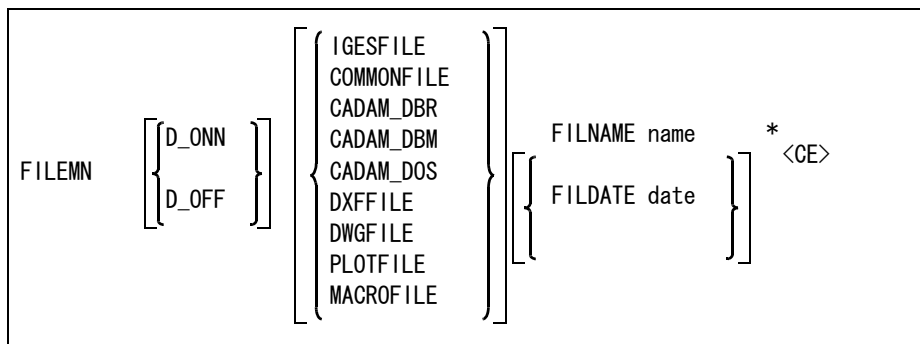 IGESFILE
COMMONFILE
CADAM_DBR
D_ONN
CADAM_DBM
FILNAME name
*
<CE>
FILEMN
CADAM_DOS
D_OFF
DXFFILE
FILDATE date
DWGFILE
PLOTFILE
MACROFILE